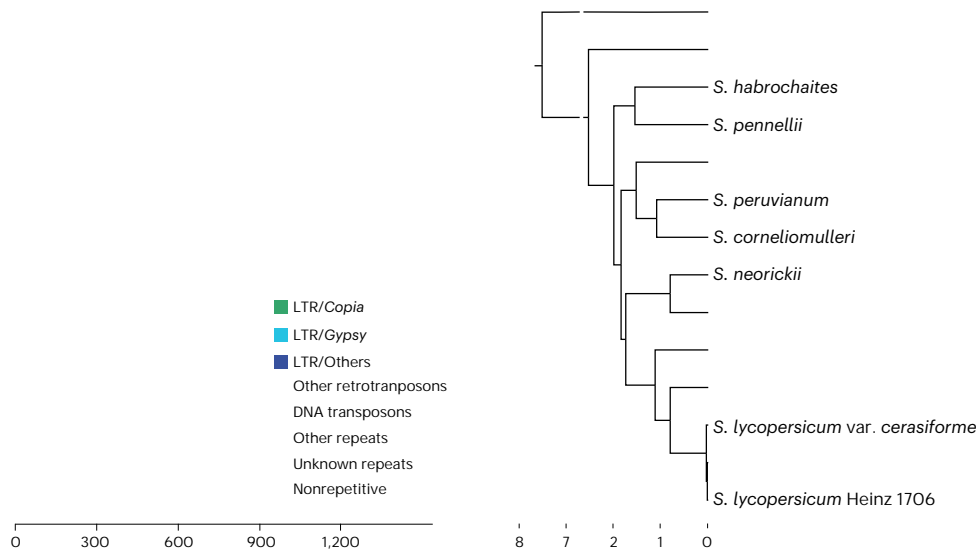 S. habrochaites
S. pennellii
S. peruvianum
S. corneliomulleri
S. neorickii
LTR/Copia
LTR/Gypsy
LTR/Others
Other retrotranposons
DNA transposons
Other repeats
Unknown repeats
Nonrepetitive
S. lycopersicum var. cerasiforme
S. lycopersicum Heinz 1706
0 300 600 900 1,200
8 7 2 1 0